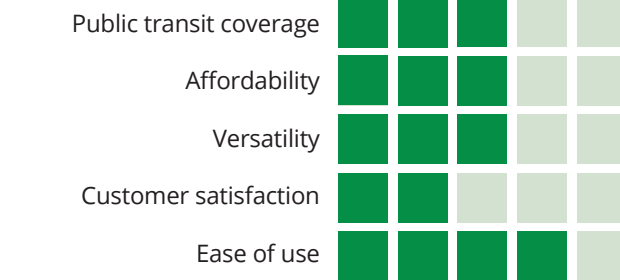 Public transit coverage
Affordability
Versatility
Customer satisfaction
Ease of use